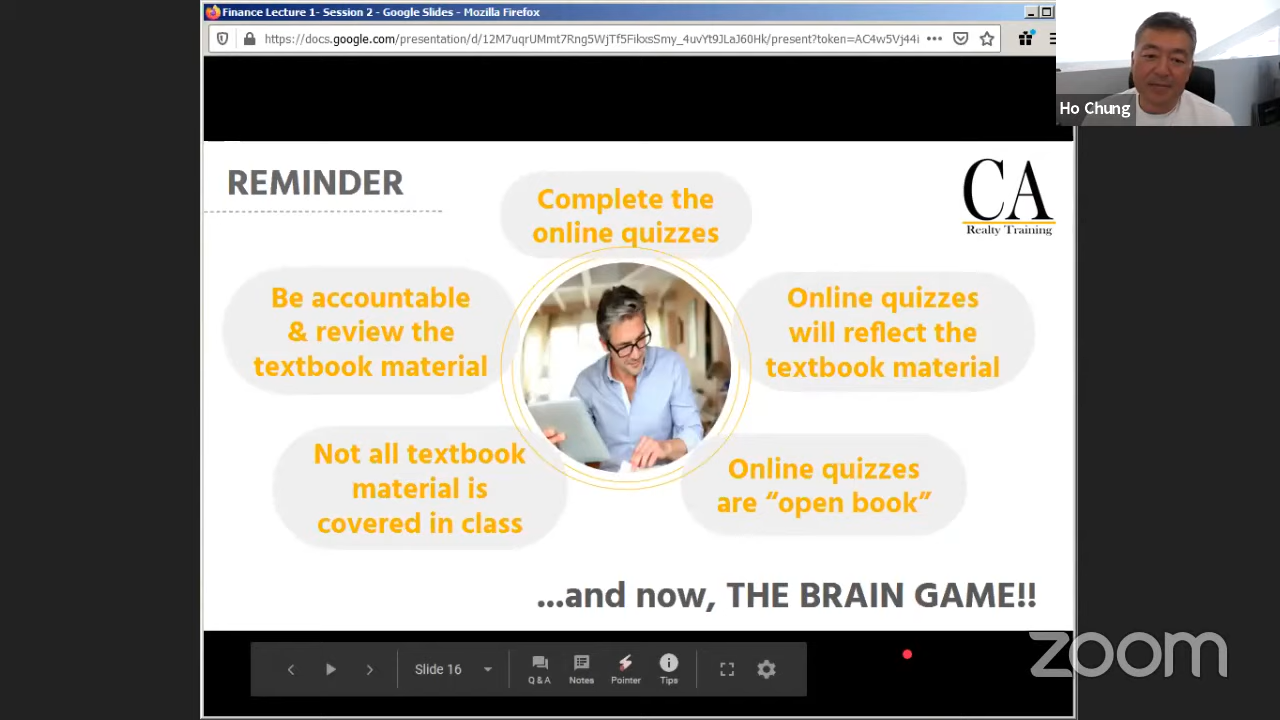 Finance Lecture 1- Session 2 - Google Slides - Mozilla Firefox
https://docs.google.com/presentation/d/12M7uqrUMmt7Rng5WjTf5FikxsSmy_4uvYt9JLaJ60Hk/present?token=AC4w5Vj44i
Ho Chung
REMINDER
CA
Realty Training
Complete the
online quizzes
Be accountable
& review the
textbook material
Online quizzes
will reflect the
textbook material
Not all textbook
material is
covered in class
Online quizzes
are “open book”
...and now, THE BRAIN GAME!!
Slide 16
Q & A
Notes
Pointer
Tips
zoom